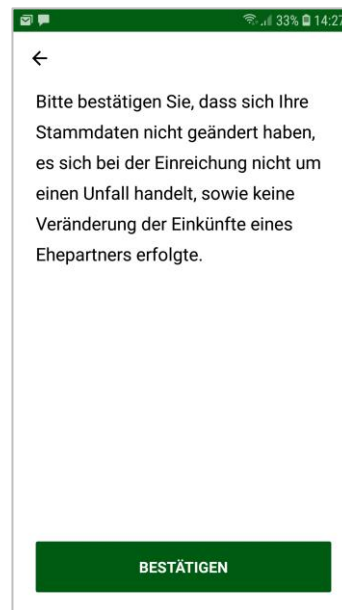 33% 14:27
Bitte bestätigen Sie, dass sich Ihre
Stammdaten nicht geändert haben,
es sich bei der Einreichung nicht um
einen Unfall handelt, sowie keine
Veränderung der Einkünfte eines
Ehepartners erfolgte.
BESTÄTIGEN